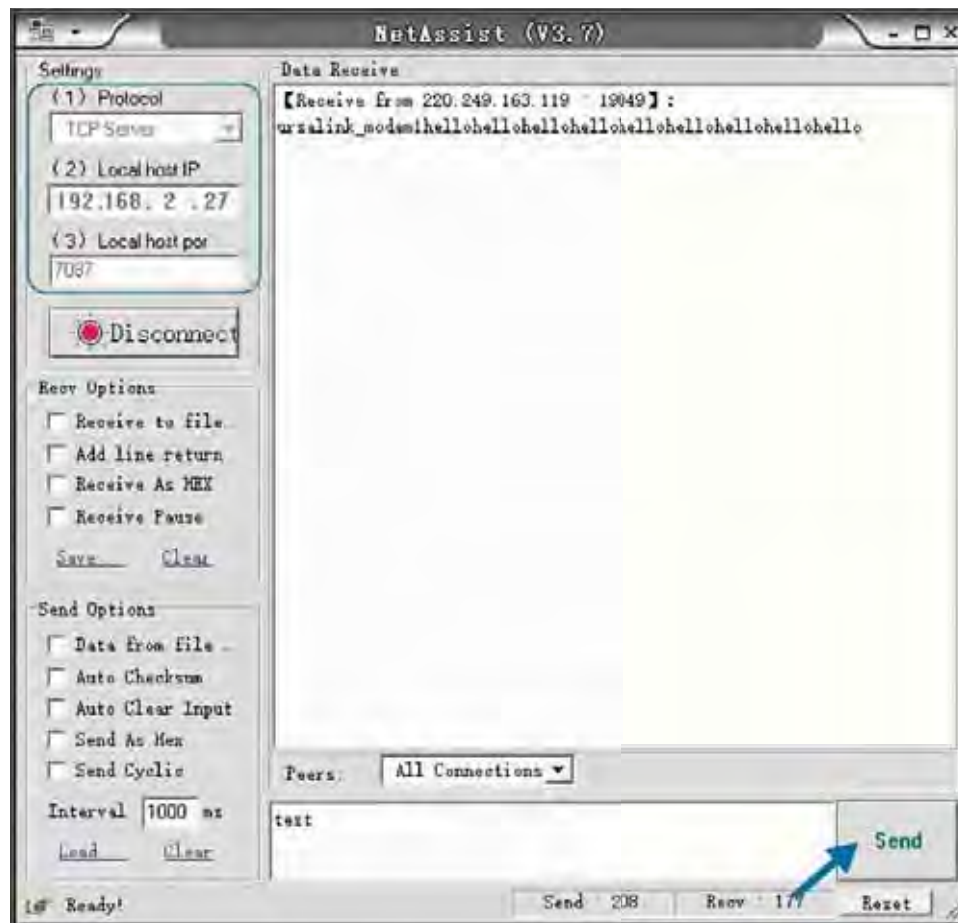 NetAssist (V3.7)
Settings
(1) Protocol
TCP Server
(2) Local host IP
192.168. 2 .27
(3) Local host por
7087
Disconnect
Recv Options
Receive to file..
Add line return
Receive As HEX
Receive Pause
Save... Clear
Send Options
Data from file ..
Auto Checksum
Auto Clear Input
Send As Hex
Send Cyclic
Interval 1000 ms
Load... Clear
Data Receive
【Receive from 220.249.163.119 : 19049】:
ursalink_modem1hellohellohellohellohellohellohellohellohello
Peers: All Connections
test
Send
Ready!
Send : 208 Recv : 177 Reset